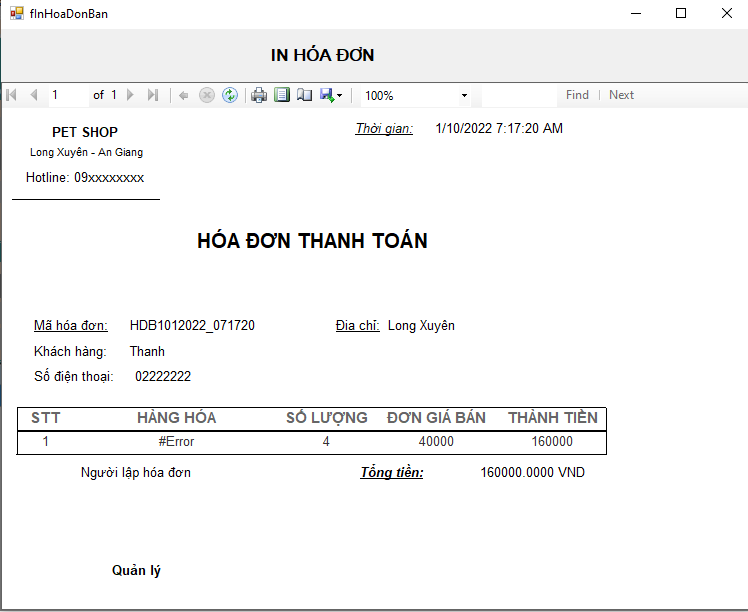 fInHoaDonBan
IN HÓA ĐƠN
1 of 1 100% Find | Next
PET SHOP
Thời gian: 1/10/2022 7:17:20 AM
Long Xuyên - An Giang
Hotline: 09xxxxxxxx
HÓA ĐƠN THANH TOÁN
Mã hóa đơn: HDB1012022_071720 Địa chỉ: Long Xuyên
Khách hàng: Thanh
Số điện thoại: 02222222
STT HÀNG HÓA SỐ LƯỢNG ĐƠN GIÁ BÁN THÀNH TIỀN
1 #Error 4 40000 160000
Người lập hóa đơn Tổng tiền: 160000.0000 VND
Quản lý